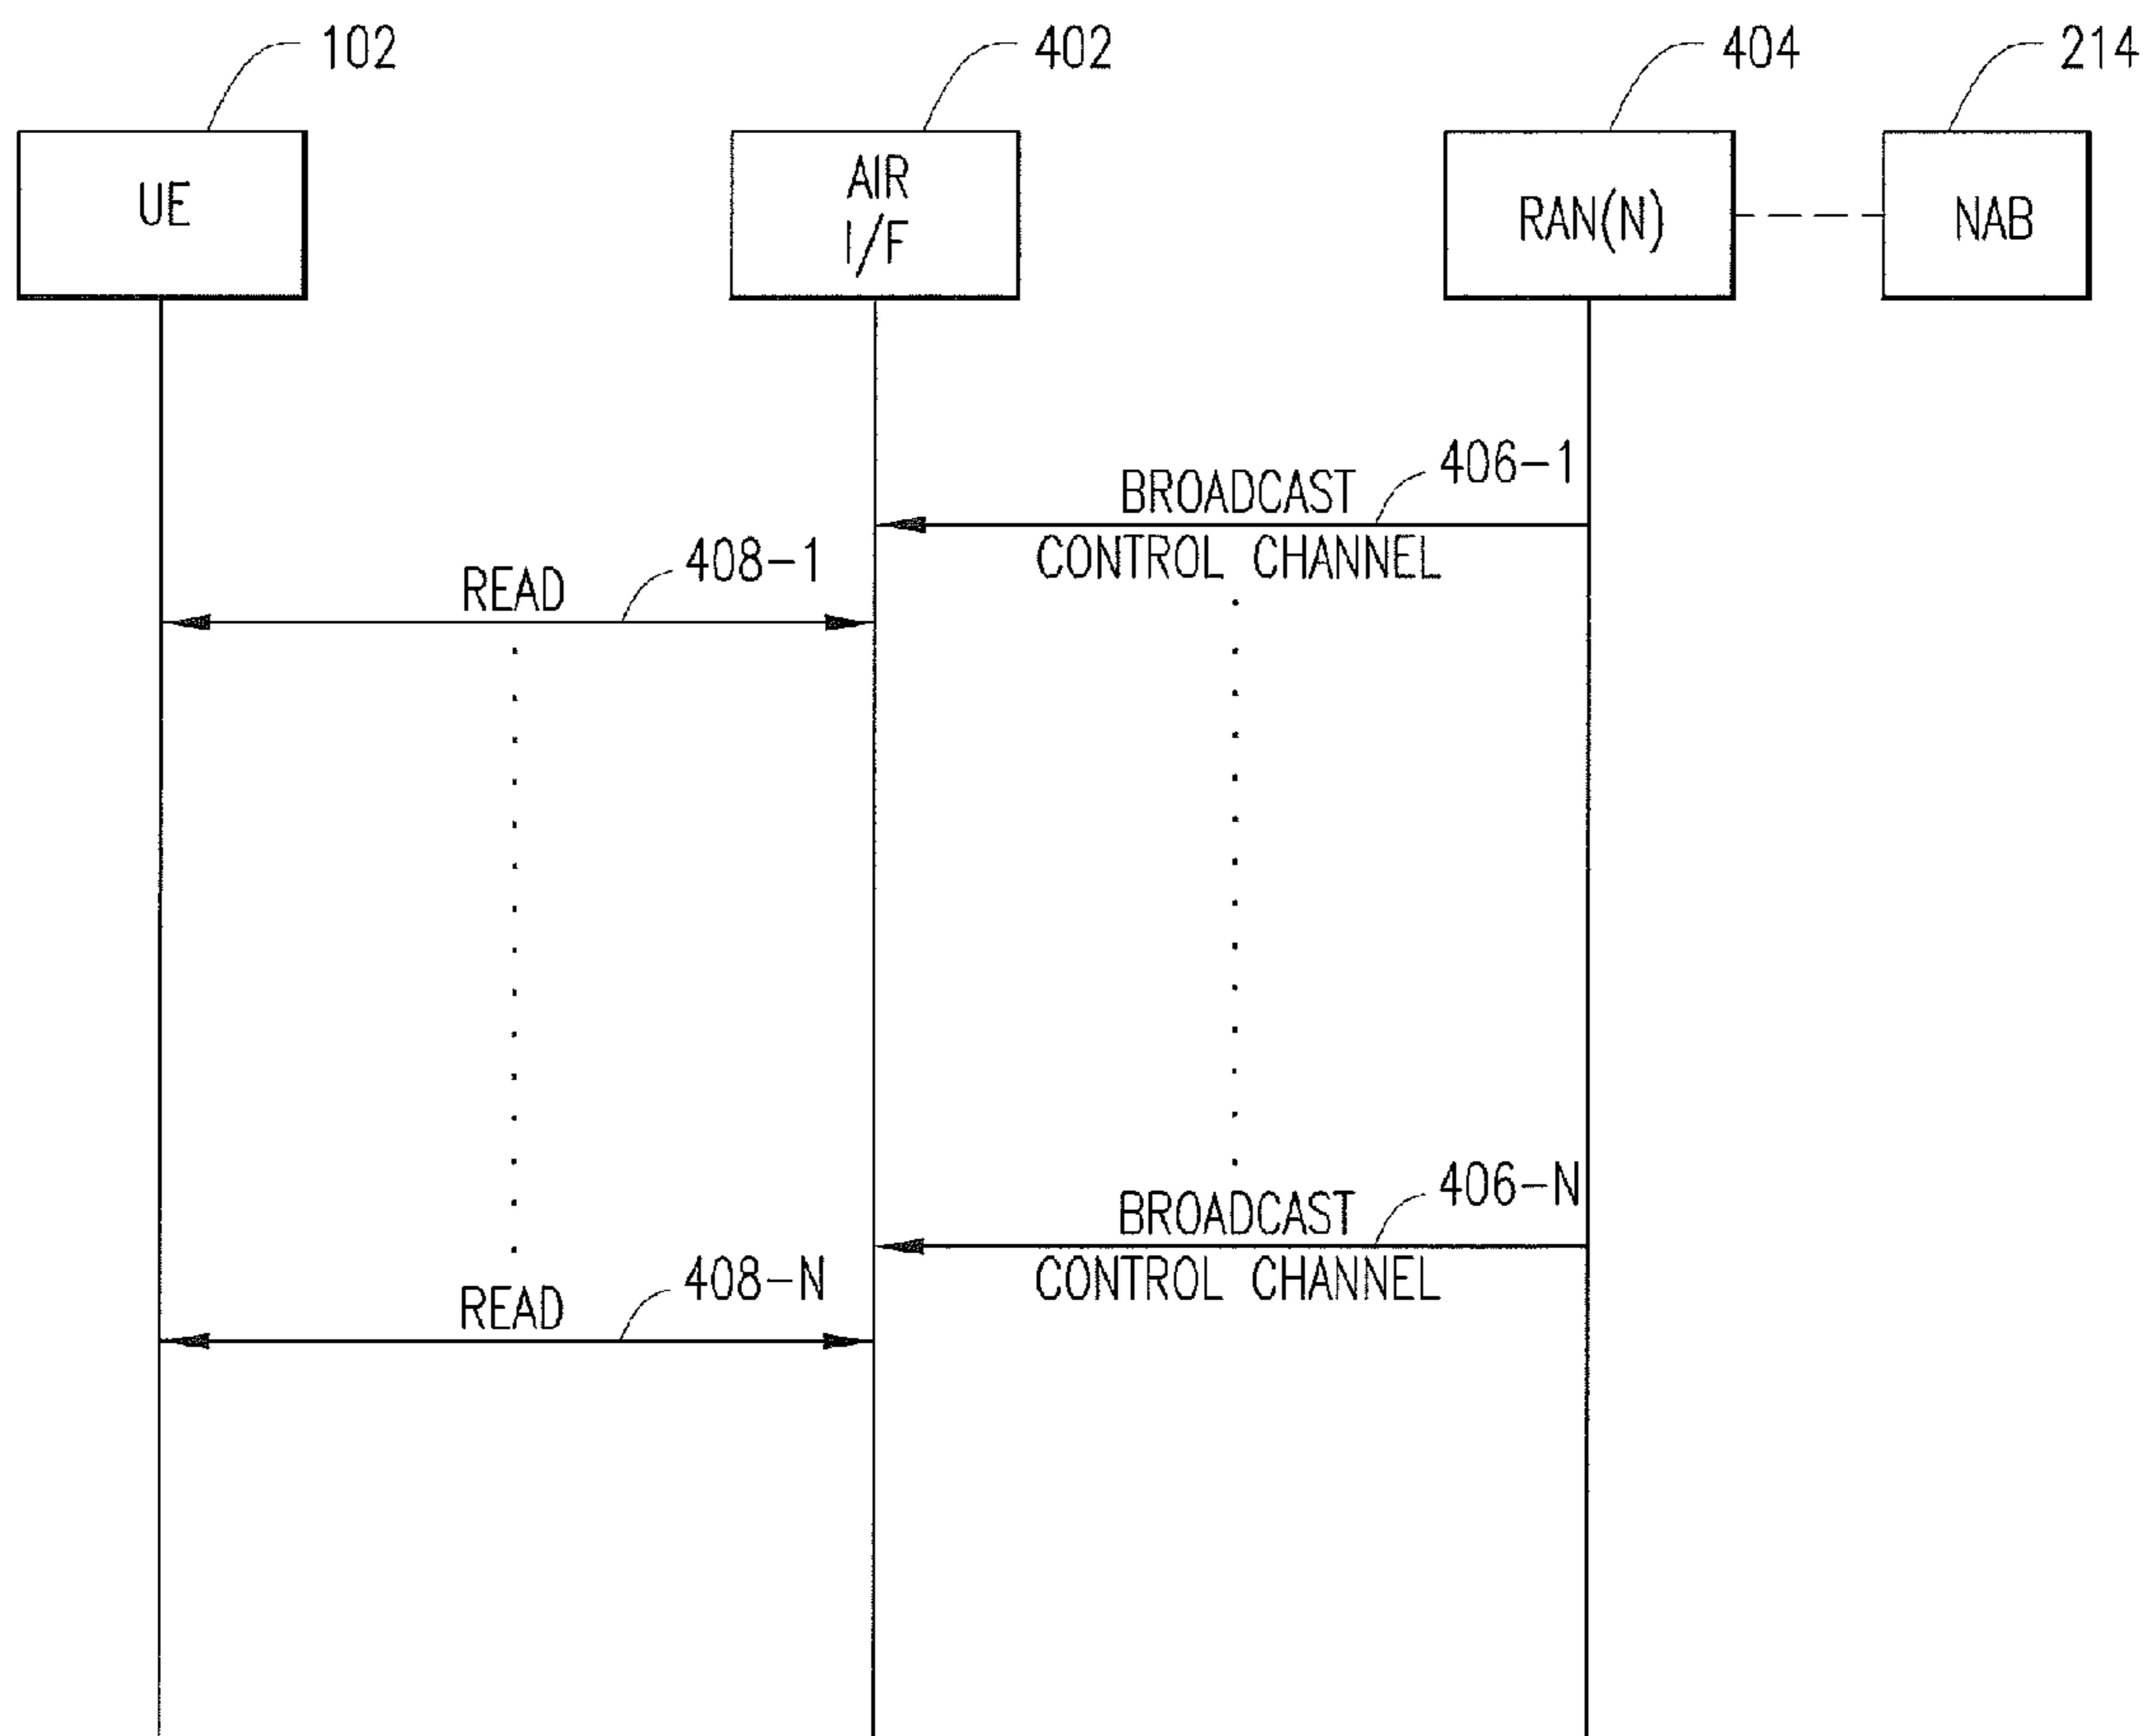 102
402
404
214
UE
AIR
I/F
RAN(N)
NAB
406-1
BROADCAST
CONTROL CHANNEL
408-1
READ
406-N
BROADCAST
CONTROL CHANNEL
408-N
READ